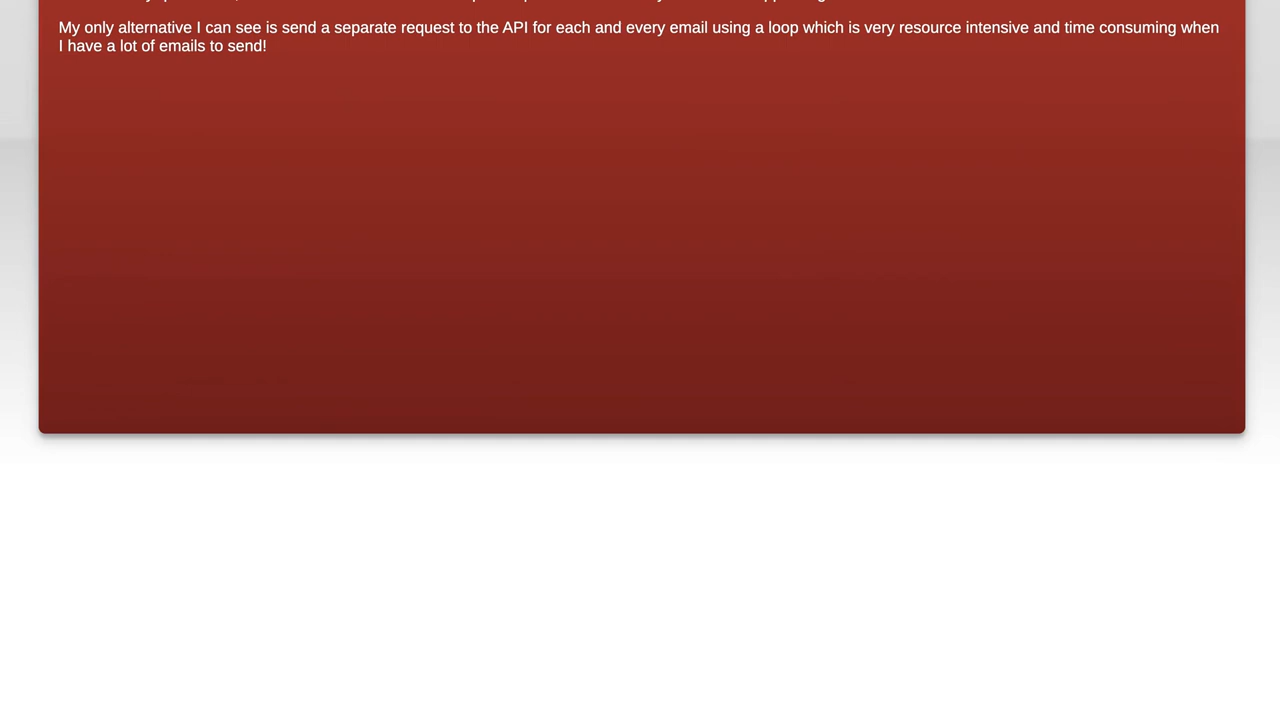 My only alternative I can see is send a separate request to the API for each and every email using a loop which is very resource intensive and time consuming when
I have a lot of emails to send!